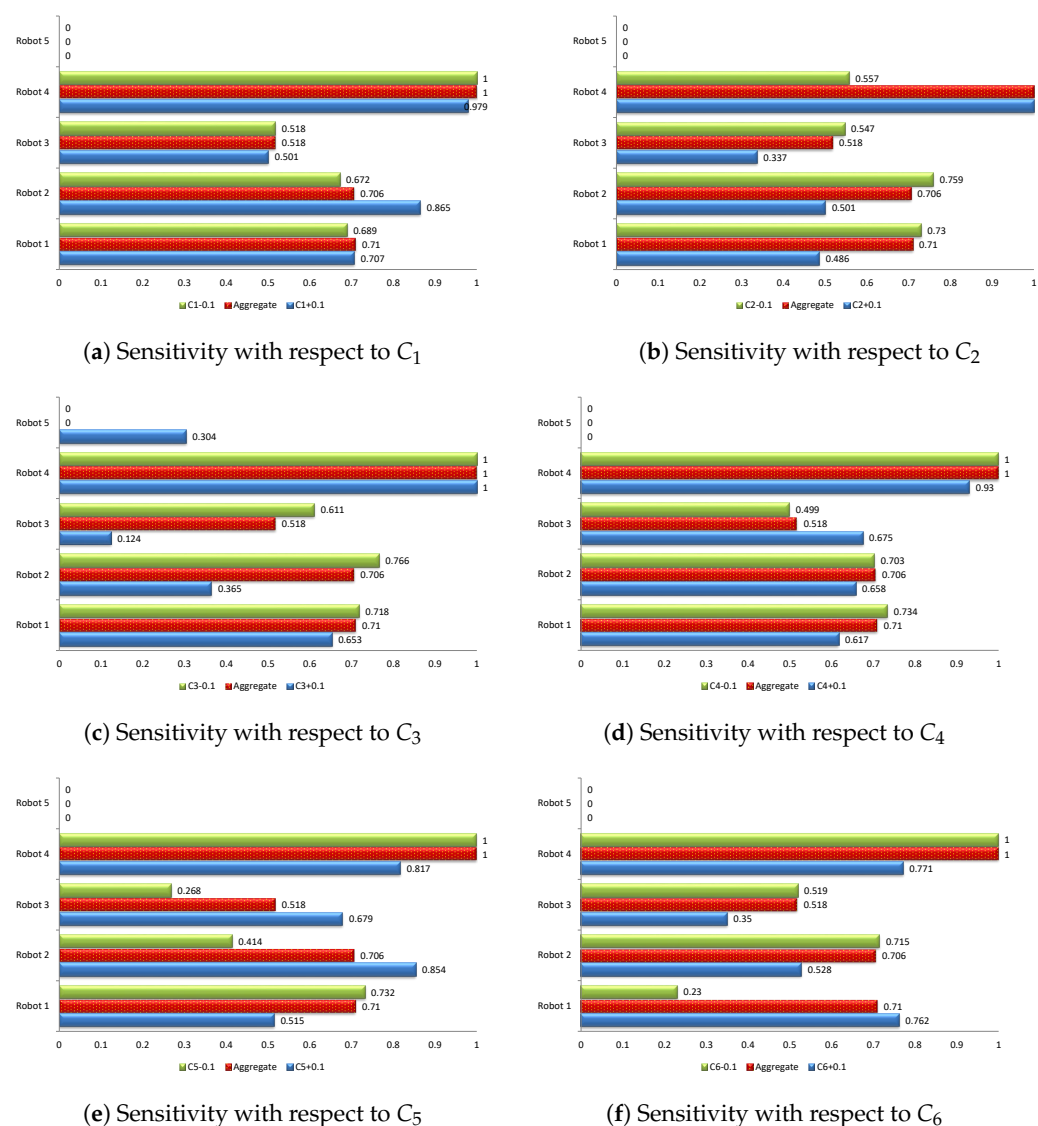 0
Robot 5
0
0
1
Robot 4
1
0.979
0.518
Robot 3
0.518
0.501
0.672
Robot 2
0.706
0.865
0.689
Robot 1
0.71
0.707
0 0.1 0.2 0.3 0.4 0.5 0.6 0.7 0.8 0.9 1
C1-0.1 Aggregate C1+0.1
(a) Sensitivity with respect to C1
0
Robot 5
0
0
0.557
Robot 4
0.547
Robot 3
0.518
0.337
0.759
Robot 2
0.706
0.501
0.73
Robot 1
0.71
0.486
0 0.1 0.2 0.3 0.4 0.5 0.6 0.7 0.8 0.9 1
C2-0.1 Aggregate C2+0.1
(b) Sensitivity with respect to C2
0
Robot 5
0
0.304
1
Robot 4
1
1
0.611
Robot 3
0.518
0.124
0.766
Robot 2
0.706
0.365
0.718
Robot 1
0.71
0.653
0 0.1 0.2 0.3 0.4 0.5 0.6 0.7 0.8 0.9 1
C3-0.1 Aggregate C3+0.1
(c) Sensitivity with respect to C3
0
Robot 5
0
0
1
Robot 4
1
0.93
0.499
Robot 3
0.518
0.675
0.703
Robot 2
0.706
0.658
0.734
Robot 1
0.71
0.617
0 0.1 0.2 0.3 0.4 0.5 0.6 0.7 0.8 0.9 1
C4-0.1 Aggregate C4+0.1
(d) Sensitivity with respect to C4
0
Robot 5
0
0
1
Robot 4
1
0.817
0.268
Robot 3
0.518
0.679
0.414
Robot 2
0.706
0.854
0.732
Robot 1
0.71
0.515
0 0.1 0.2 0.3 0.4 0.5 0.6 0.7 0.8 0.9 1
C5-0.1 Aggregate C5+0.1
(e) Sensitivity with respect to C5
0
Robot 5
0
0
1
Robot 4
1
0.771
0.519
Robot 3
0.518
0.35
0.715
Robot 2
0.706
0.528
0.23
Robot 1
0.71
0.762
0 0.1 0.2 0.3 0.4 0.5 0.6 0.7 0.8 0.9 1
C6-0.1 Aggregate C6+0.1
(f) Sensitivity with respect to C6